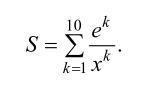 $S = \sum_{k=1}^{10} \frac{e^k}{x^k}.$